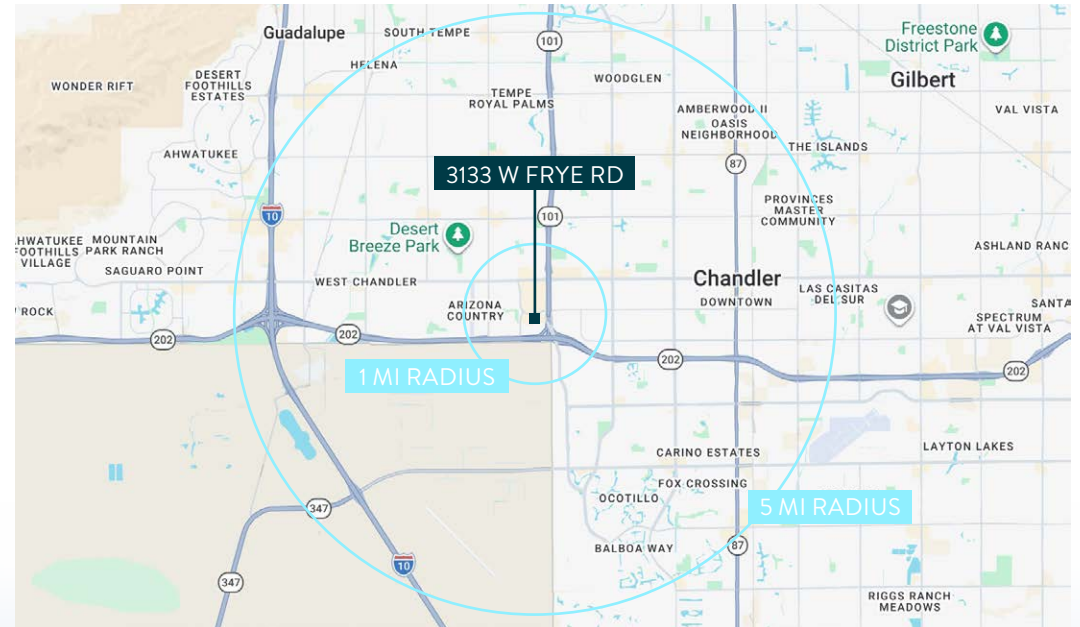 Guadalupe
SOUTH TEMPE
101
Freestone
District Park
HELENA
WONDER RIFT
DESERT
FOOTHILLS
ESTATES
WOODGLEN
Gilbert
TEMPE
ROYAL PALMS
AMBERWOOD II
VAL VISTA
OASIS
NEIGHBORHOOD
AHWATUKEE
THE ISLANDS
87
3133 W FRYE RD
PROVINCES
MASTER
COMMUNITY
10
101
Desert
Breeze Park
AHWATUKEE
FOOTHILLS
VILLAGE
MOUNTAIN
PARK RANCH
ASHLAND RANC
SAGUARO POINT
WEST CHANDLER
Chandler
DOWNTOWN
LAS CASITAS
DEL SUR
ARIZONA
COUNTRY
ROCK
SANTA
SPECTRUM
AT VAL VISTA
202
202
202
202
1 MI RADIUS
CARINO ESTATES
LAYTON LAKES
FOX CROSSING
OCOTILLO
5 MI RADIUS
347
BALBOA WAY
87
10
347
RIGGS RANCH
MEADOWS